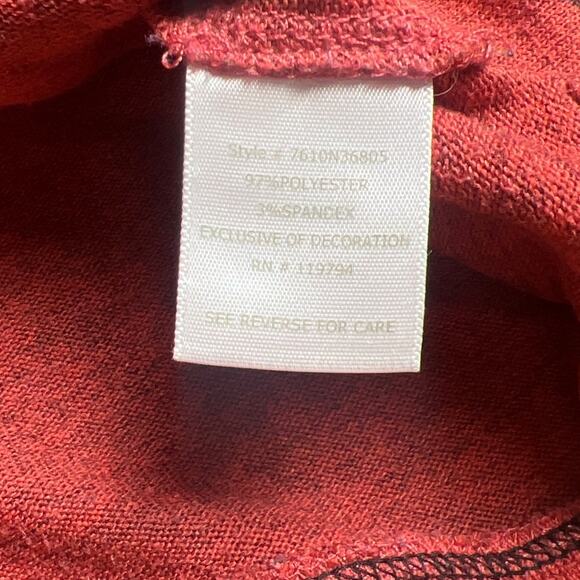 Style # 7610N36805
97%POLYESTER
3%SPANDEX
EXCLUSIVE OF DECORATION
RN # 119794
SEE REVERSE FOR CARE